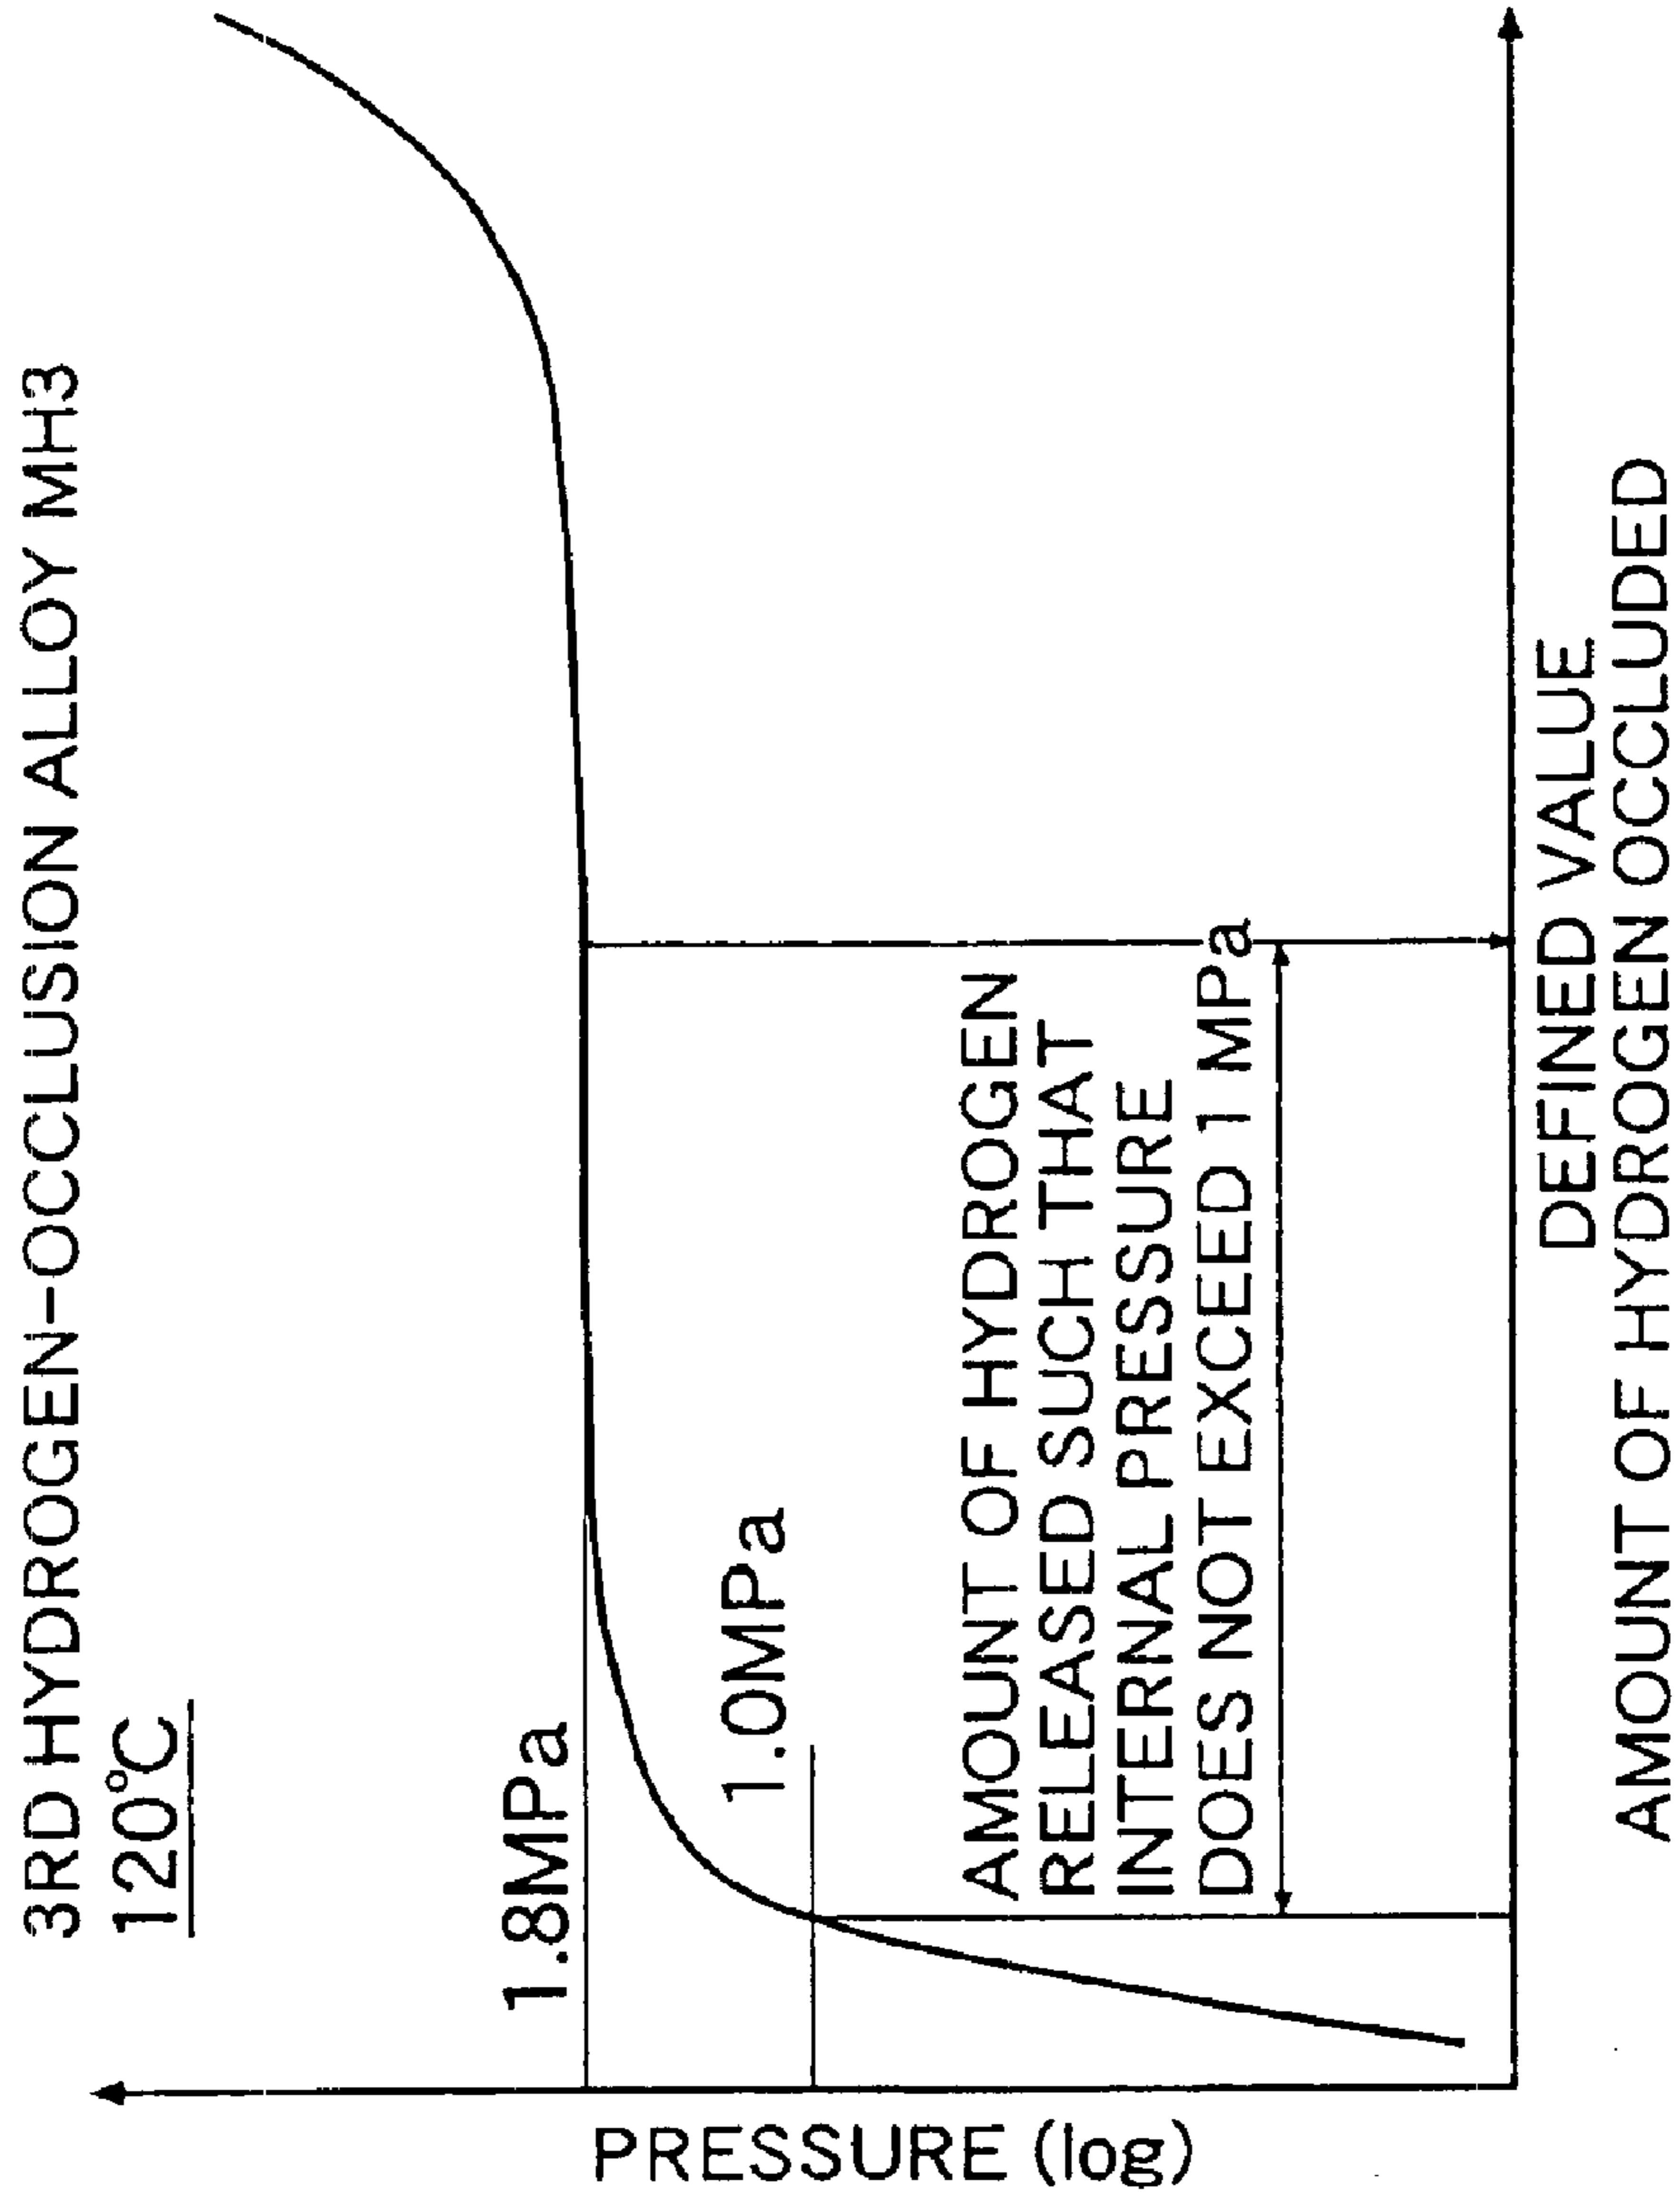 3RD HYDROGEN-OCCLUSION ALLOY MH3
120°C
1.8MPa
1.0MPa
PRESSURE (log)
AMOUNT OF HYDROGEN
RELEASED SUCH THAT
INTERNAL PRESSURE
DOES NOT EXCEED 1 MPa
DEFINED VALUE
AMOUNT OF HYDROGEN OCCLUDED